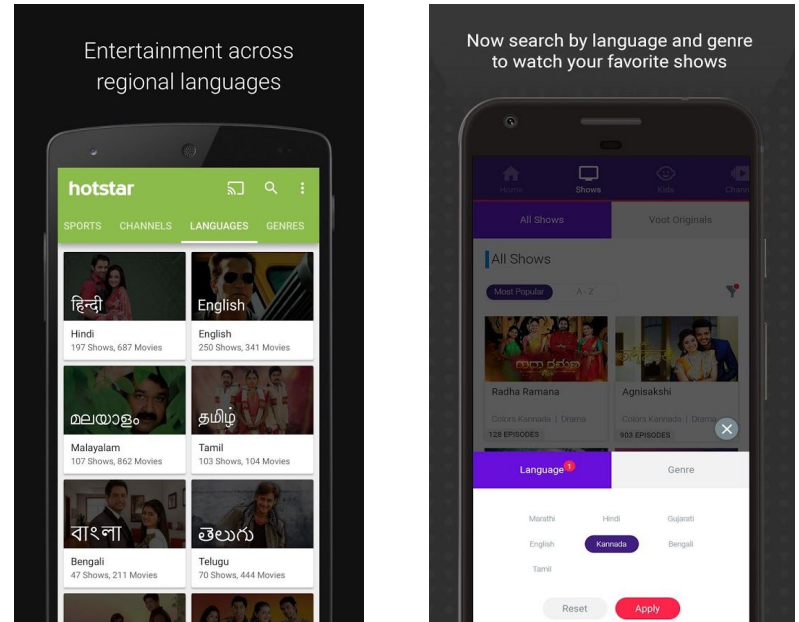 Entertainment across
regional languages
hotstar
SPORTS CHANNELS LANGUAGES GENRES
हिन्दी
English
Hindi
197 Shows, 687 Movies
English
250 Shows, 341 Movies
മലയാളം
தமிழ்
Malayalam
107 Shows, 862 Movies
Tamil
103 Shows, 104 Movies
বাংলা
తెలుగు
Bengali
47 Shows, 211 Movies
Telugu
70 Shows, 444 Movies
Now search by language and genre
to watch your favorite shows
Home Shows Kids Chann
All Shows Voot Originals
All Shows
Most Popular A - Z
ರಾಧಾ ರಮಣ
Radha Ramana
Agnisakshi
Colors Kannada | Drama
Colors Kannada | Drama
128 EPISODES
903 EPISODES
Language 1 Genre
Marathi Hindi Gujarati
English Kannada Bengali
Tamil
Reset Apply